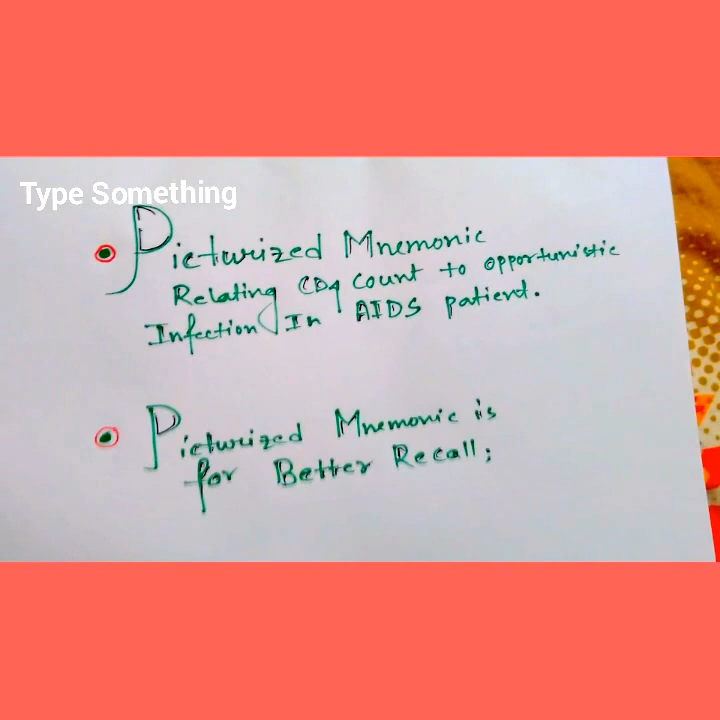 Type Something
Picturized Mnemonic
Relating CD4 Count to opportunistic
Infection In AIDS patient.
Picturized Mnemonic is
for Better Recall;